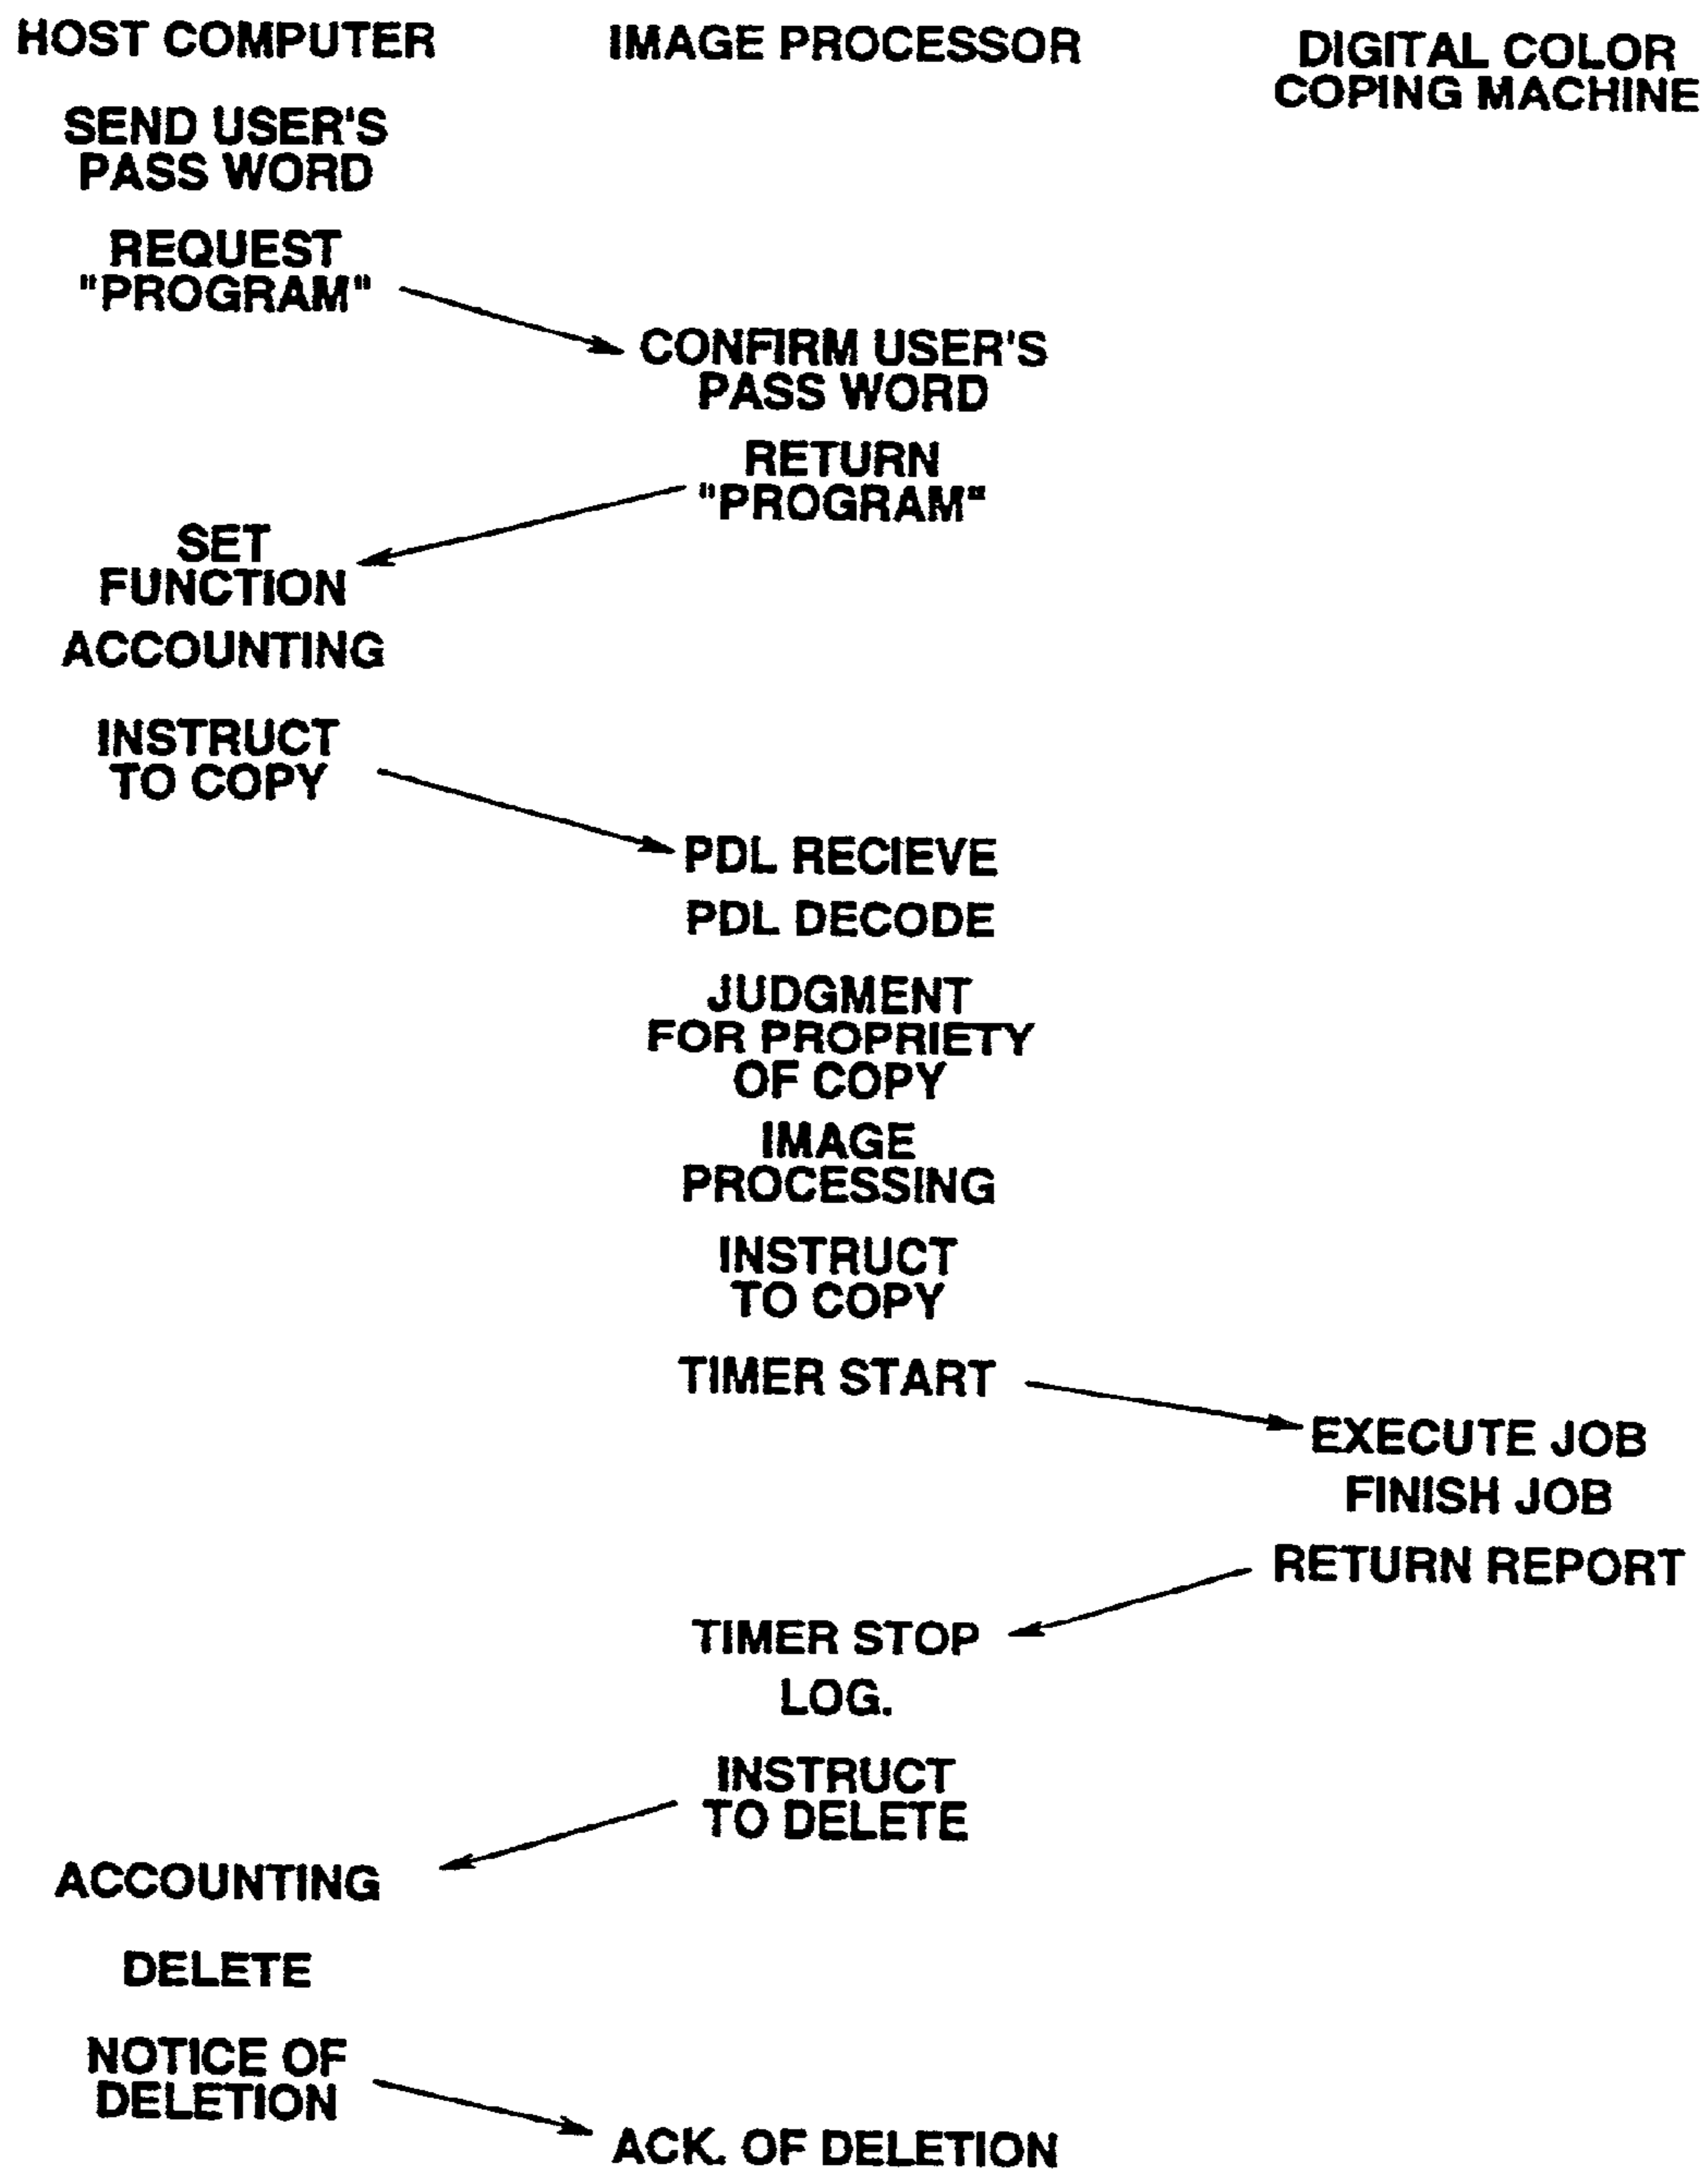 HOST COMPUTER
IMAGE PROCESSOR
DIGITAL COLOR
COPING MACHINE
SEND USER'S
PASS WORD
REQUEST
"PROGRAM"
CONFIRM USER'S
PASS WORD
RETURN
"PROGRAM"
SET
FUNCTION
ACCOUNTING
INSTRUCT
TO COPY
PDL RECIEVE
PDL DECODE
JUDGMENT
FOR PROPRIETY
OF COPY
IMAGE
PROCESSING
INSTRUCT
TO COPY
TIMER START
EXECUTE JOB
FINISH JOB
RETURN REPORT
TIMER STOP
LOG.
INSTRUCT
TO DELETE
ACCOUNTING
DELETE
NOTICE OF
DELETION
ACK. OF DELETION